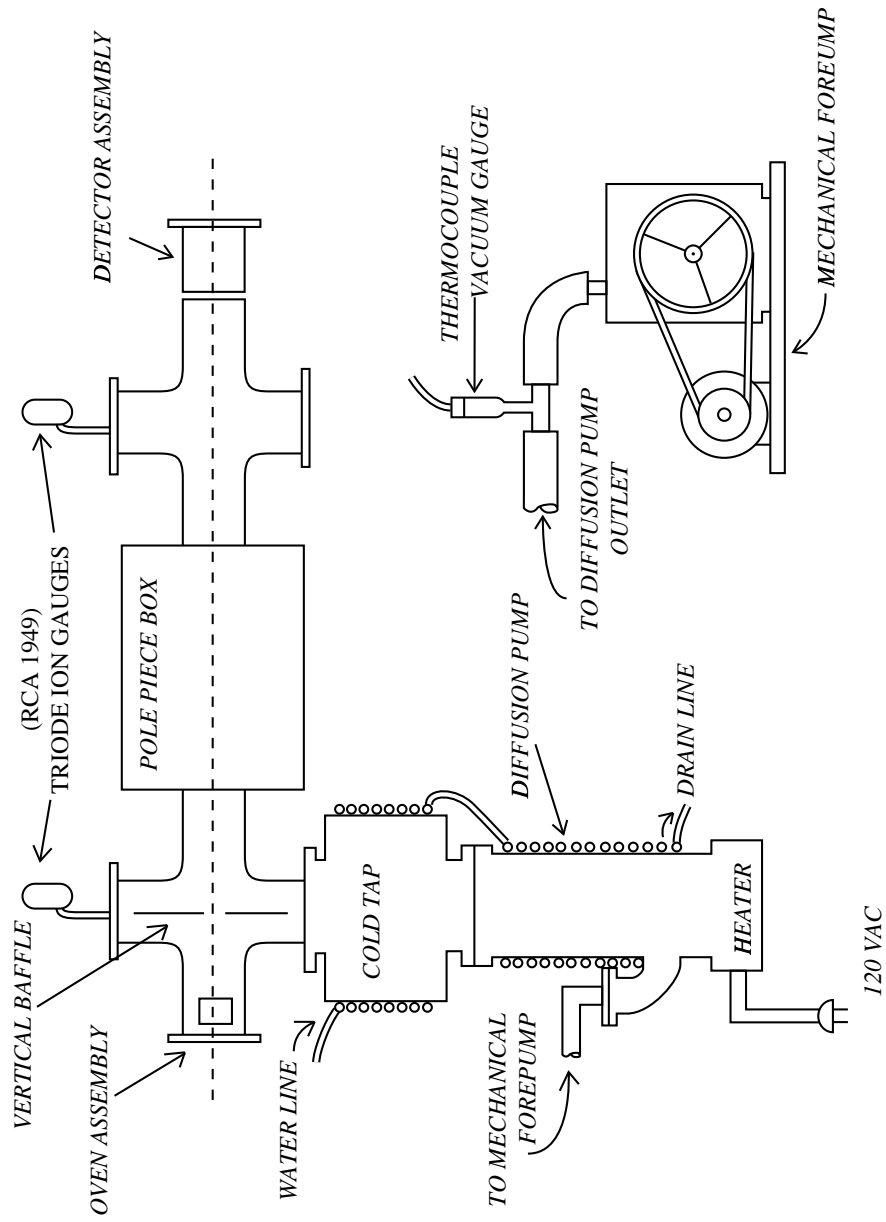 (RCA 1949)
TRIODE ION GAUGES
VERTICAL BAFFLE
OVEN ASSEMBLY
POLE PIECE BOX
DETECTOR ASSEMBLY
WATER LINE
COLD TAP
THERMOCOUPLE
VACUUM GAUGE
TO MECHANICAL
FOREPUMP
DIFFUSION PUMP
TO DIFFUSION PUMP
OUTLET
DRAIN LINE
HEATER
MECHANICAL FOREUMP
120 VAC